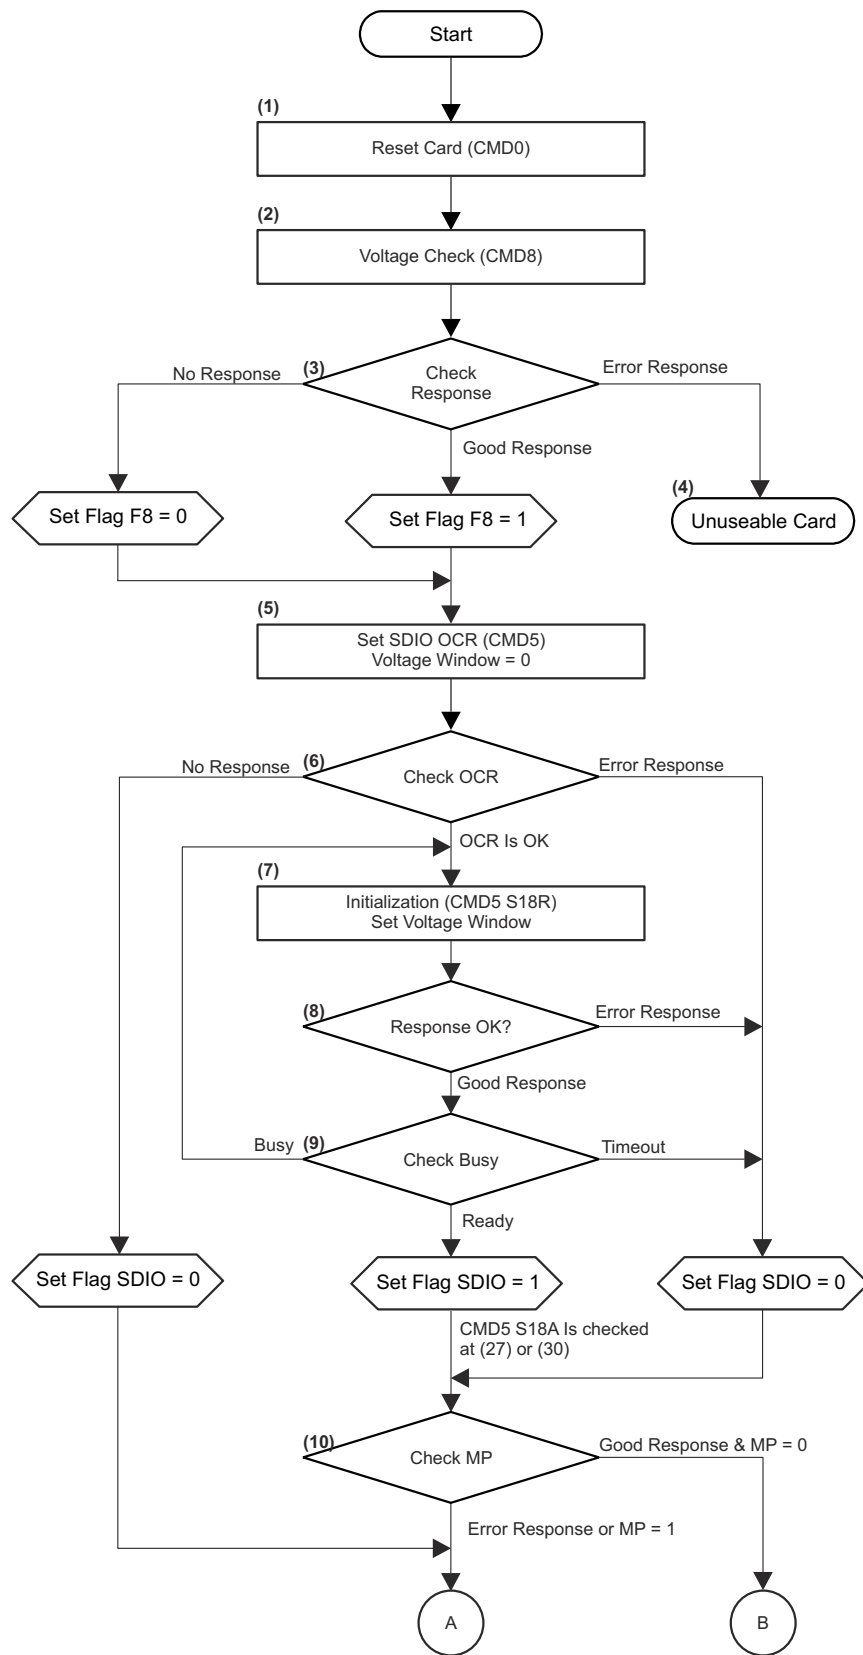 Start
(1)
Reset Card (CMD0)
(2)
Voltage Check (CMD8)
(3)
Check
Response
No Response
Error Response
Good Response
Set Flag F8 = 0
Set Flag F8 = 1
(4)
Unuseable Card
(5)
Set SDIO OCR (CMD5)
Voltage Window = 0
No Response
(6)
Check OCR
Error Response
OCR Is OK
(7)
Initialization (CMD5 S18R)
Set Voltage Window
(8)
Response OK?
Error Response
Good Response
Busy
(9)
Check Busy
Timeout
Ready
Set Flag SDIO = 0
Set Flag SDIO = 1
Set Flag SDIO = 0
CMD5 S18A Is checked
at (27) or (30)
(10)
Check MP
Good Response & MP = 0
Error Response or MP = 1
A
B